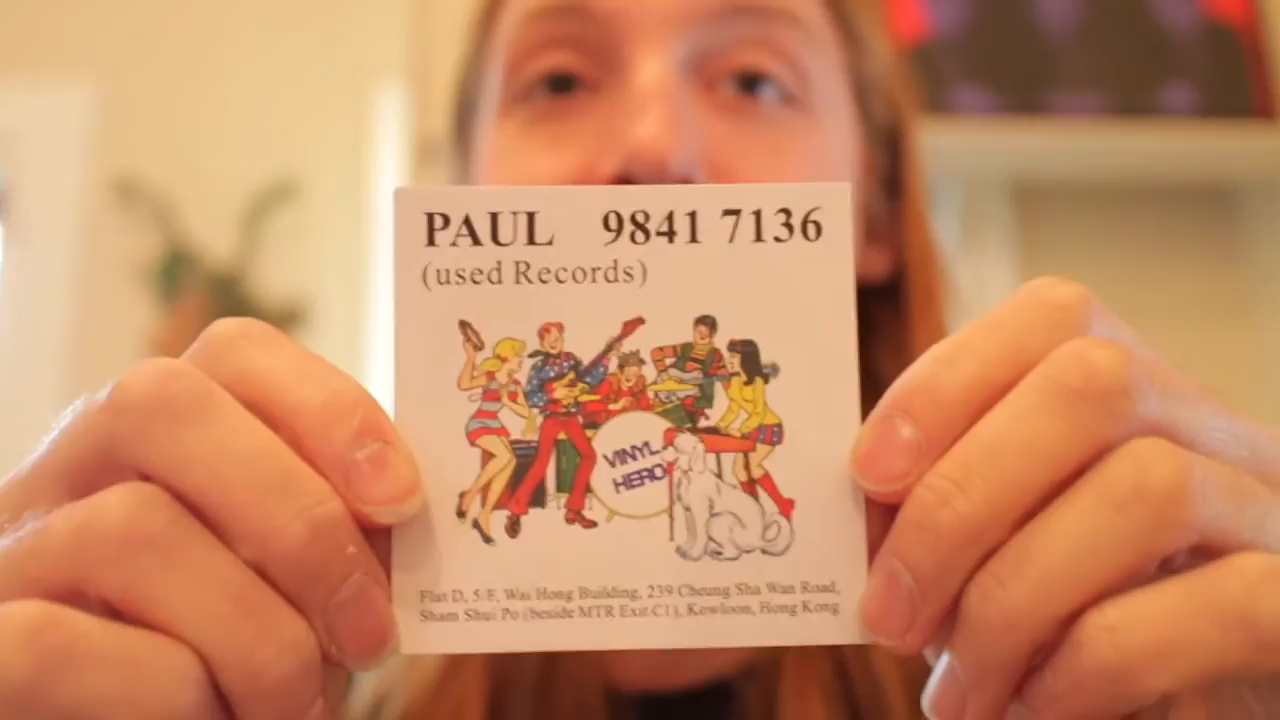 PAUL 9841 7136
(used Records)
VINYL
HERO
Flat D, 5/F, Wai Hong Building, 239 Cheung Sha Wan Road,
Sham Shui Po (beside MTR Exit C1), Kowloon, Hong Kong